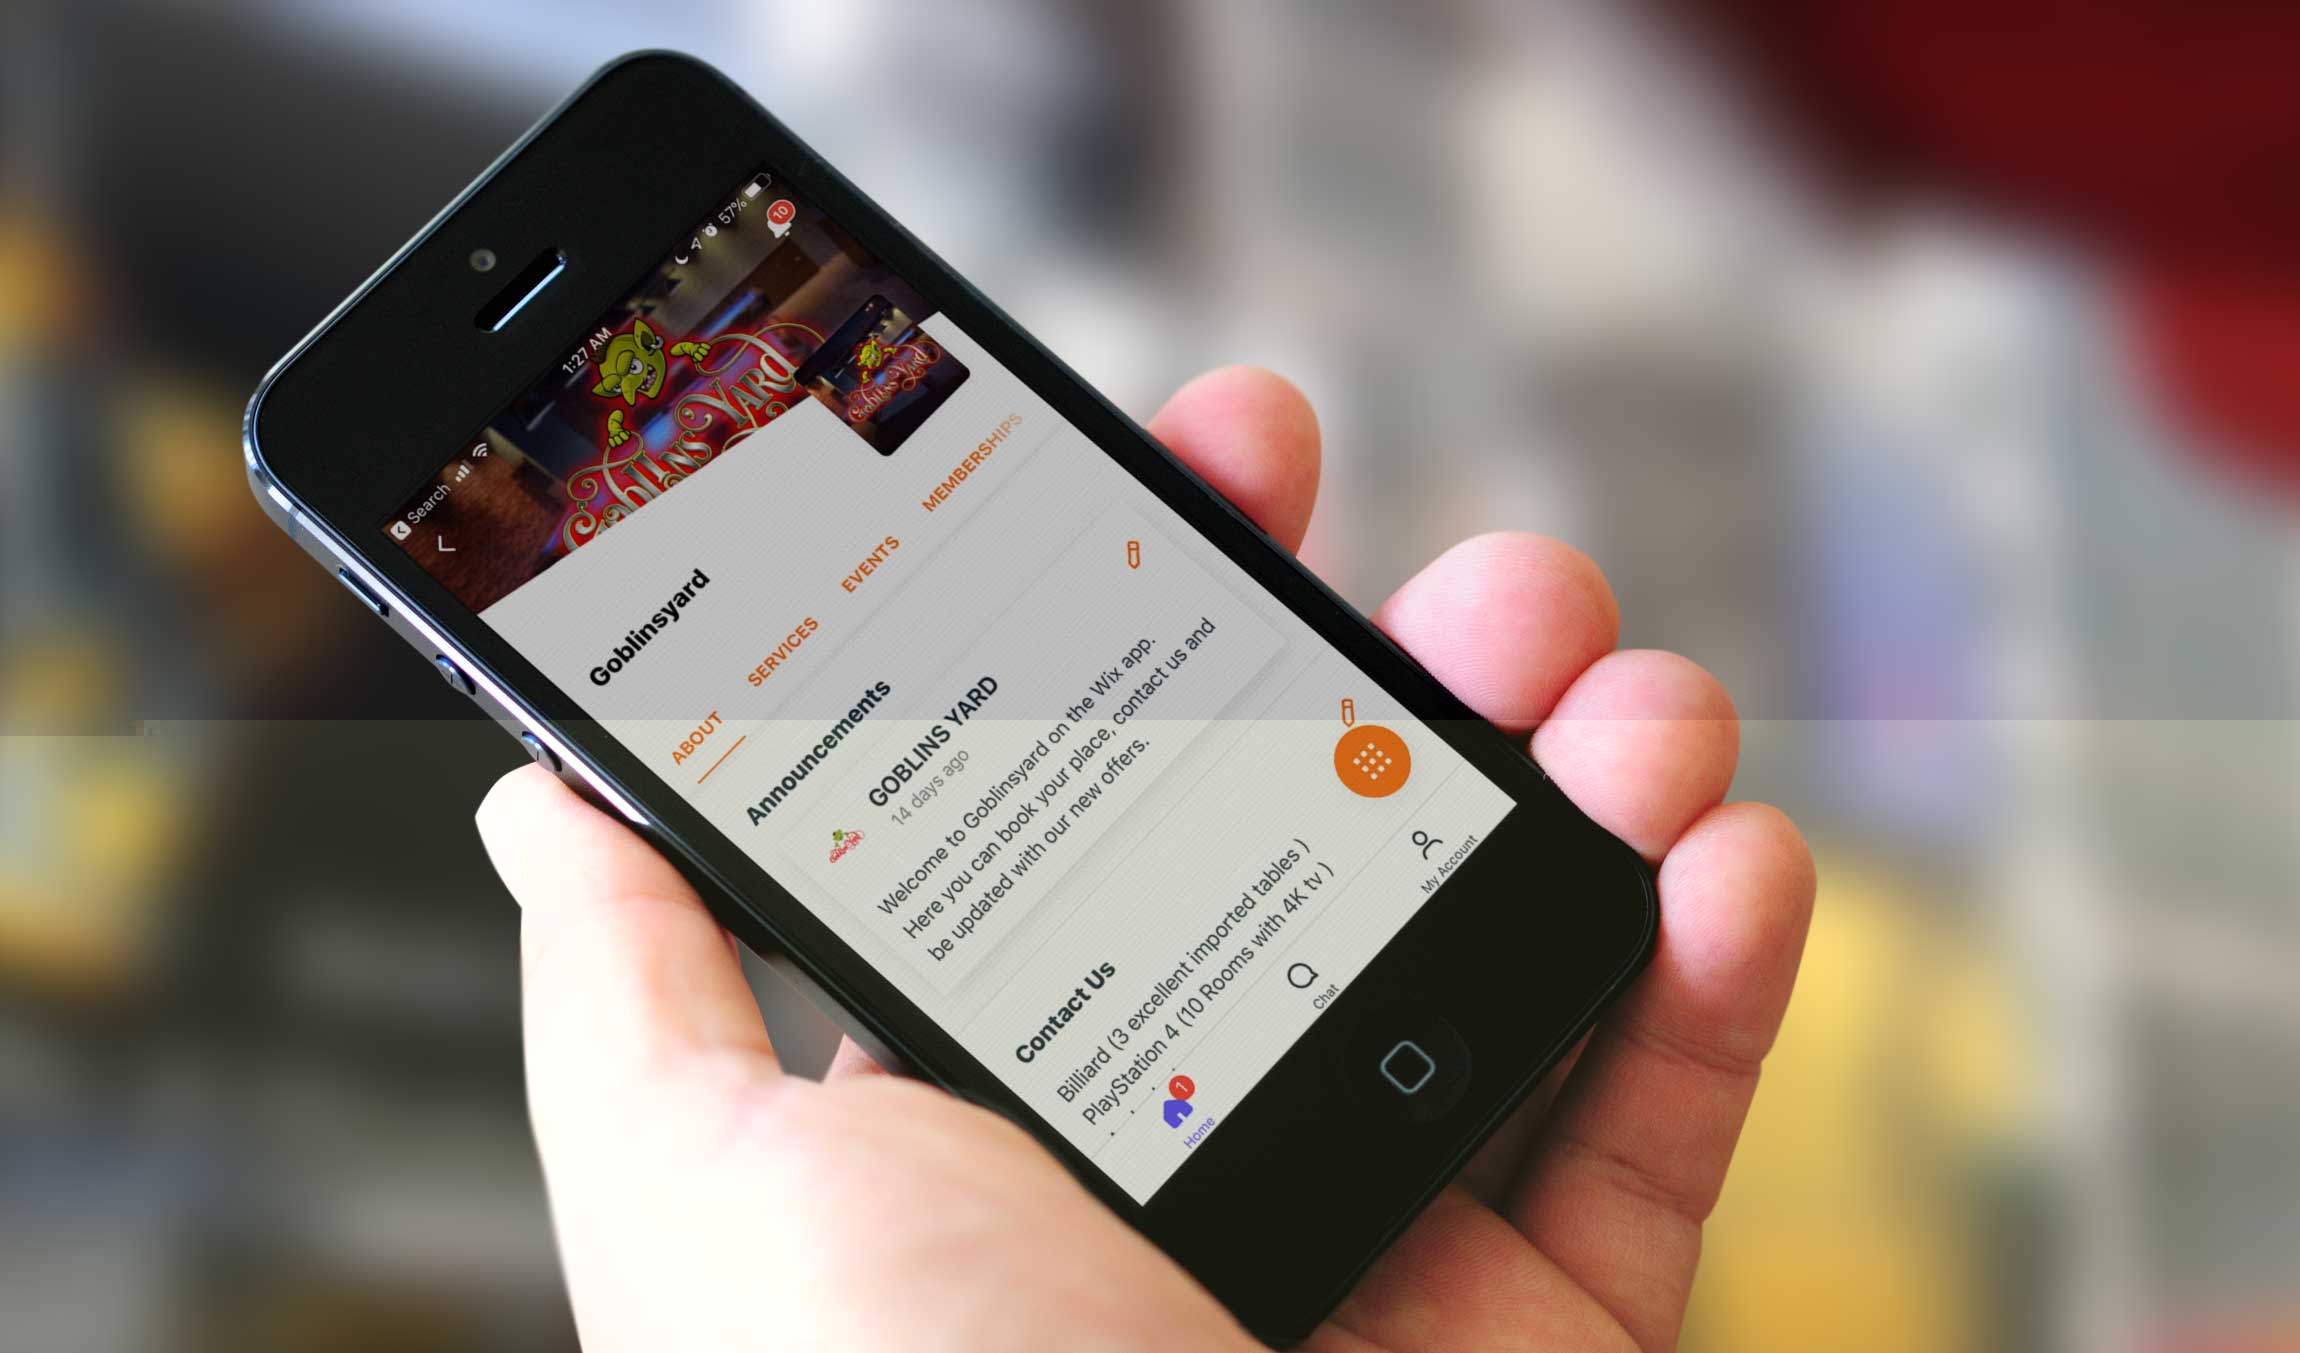 Search
1:27 AM
57%
10
Goblins Yard
Goblins Yard
Goblinsyard
ABOUT
SERVICES
EVENTS
MEMBERSHIPS
Announcements
GOBLINS YARD
14 days ago
Welcome to Goblinsyard on the Wix app.
Here you can book your place, contact us and
be updated with our new offers.
Contact Us
Billiard (3 excellent imported tables )
PlayStation 4 (10 Rooms with 4K tv )
1
Home
Chat
My Account